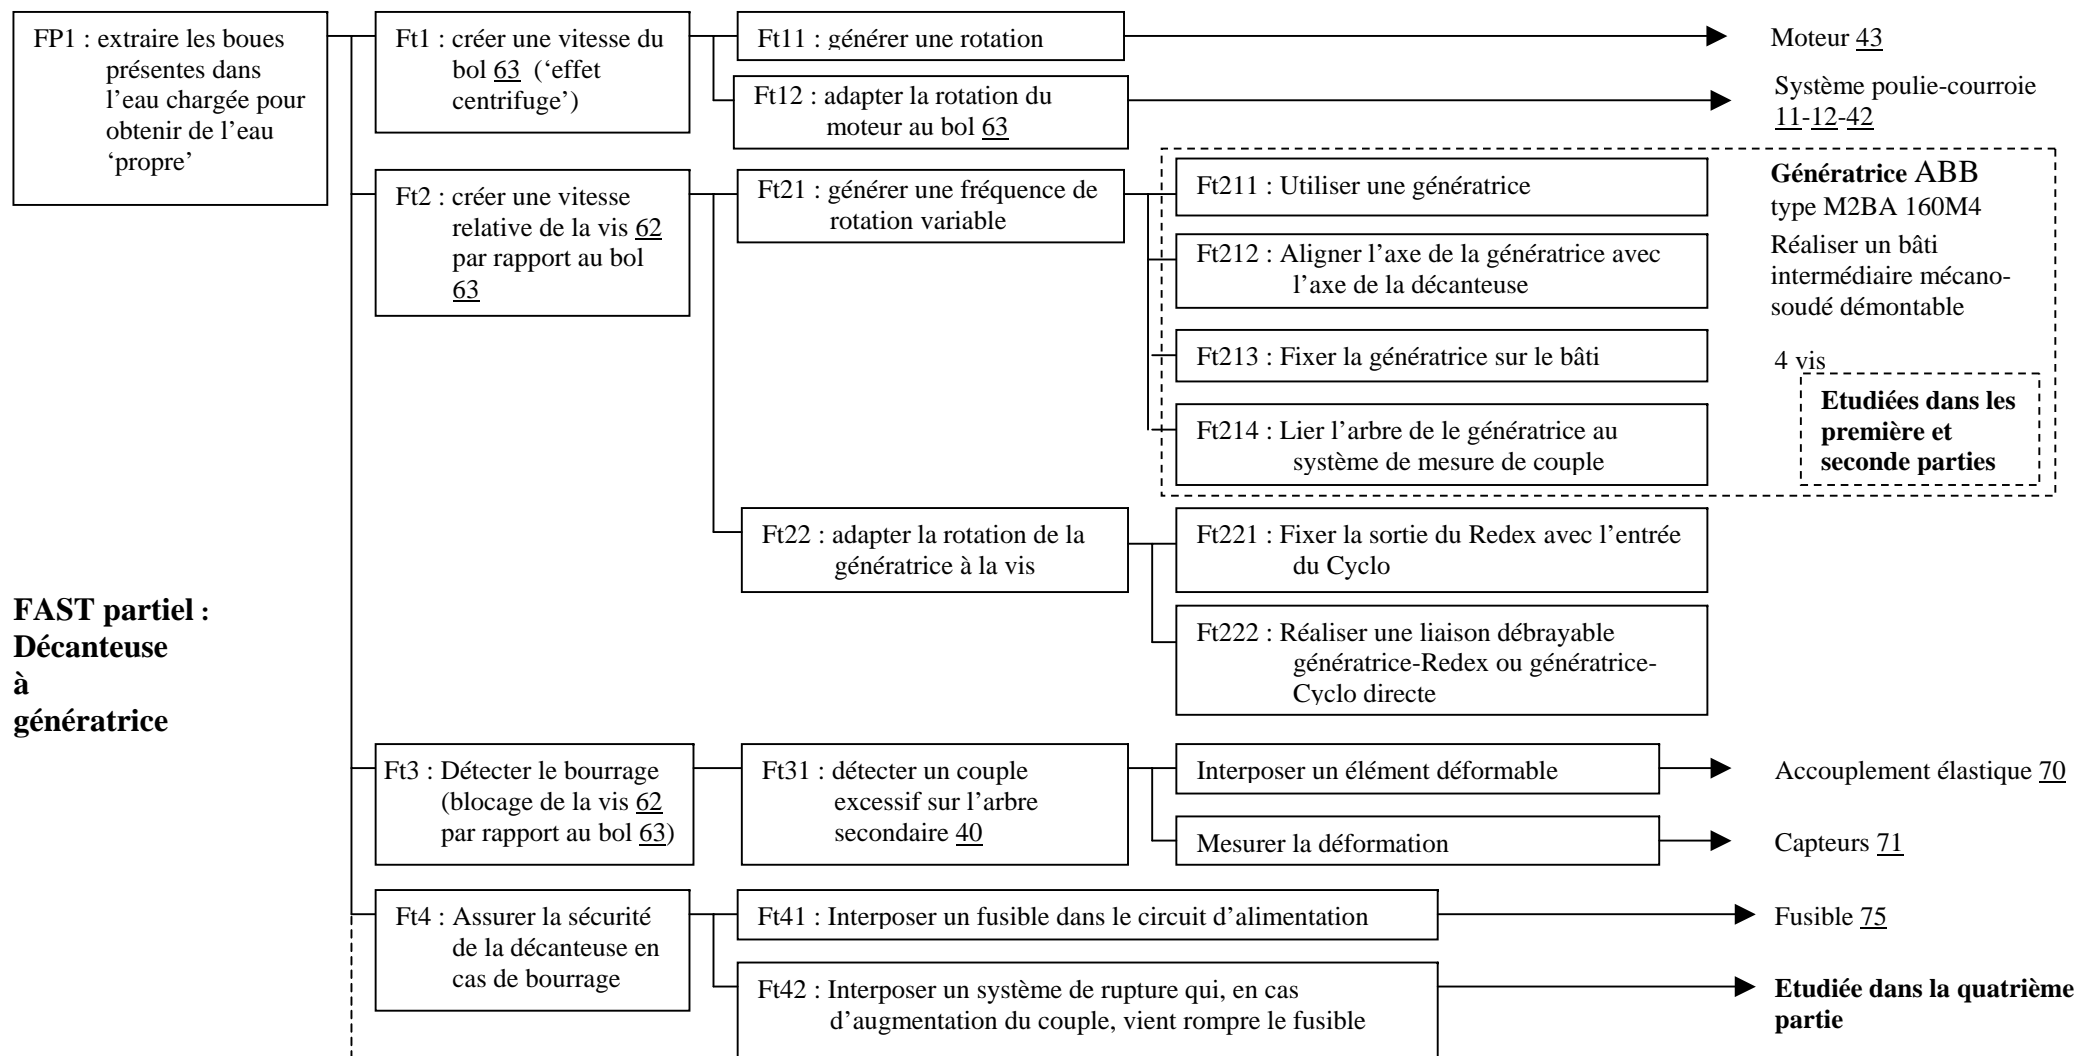 FP1 : extraire les boues
présentes dans
l’eau chargée pour
obtenir de l’eau
‘propre’
Ft1 : créer une vitesse du
bol 63 (‘effet
centrifuge’)
Ft11 : générer une rotation
Moteur 43
Ft12 : adapter la rotation du
moteur au bol 63
Système poulie-courroie
11-12-42
Ft2 : créer une vitesse
relative de la vis 62
par rapport au bol
63
Ft21 : générer une fréquence de
rotation variable
Ft211 : Utiliser une génératrice
Génératrice ABB
type M2BA 160M4
Ft212 : Aligner l’axe de la génératrice avec
l’axe de la décanteuse
Réaliser un bâti
intermédiaire mécano-
soudé démontable
Ft213 : Fixer la génératrice sur le bâti
4 vis
Ft214 : Lier l’arbre de le génératrice au
système de mesure de couple
Etudiées dans les
première et
seconde parties
Ft22 : adapter la rotation de la
génératrice à la vis
Ft221 : Fixer la sortie du Redex avec l’entrée
du Cyclo
Ft222 : Réaliser une liaison débrayable
génératrice-Redex ou génératrice-
Cyclo directe
FAST partiel :
Décanteuse
à
génératrice
Ft3 : Détecter le bourrage
(blocage de la vis 62
par rapport au bol 63)
Ft31 : détecter un couple
excessif sur l’arbre
secondaire 40
Interposer un élément déformable
Accouplement élastique 70
Mesurer la déformation
Capteurs 71
Ft4 : Assurer la sécurité
de la décanteuse en
cas de bourrage
Ft41 : Interposer un fusible dans le circuit d’alimentation
Fusible 75
Ft42 : Interposer un système de rupture qui, en cas
d’augmentation du couple, vient rompre le fusible
Etudiée dans la quatrième
partie